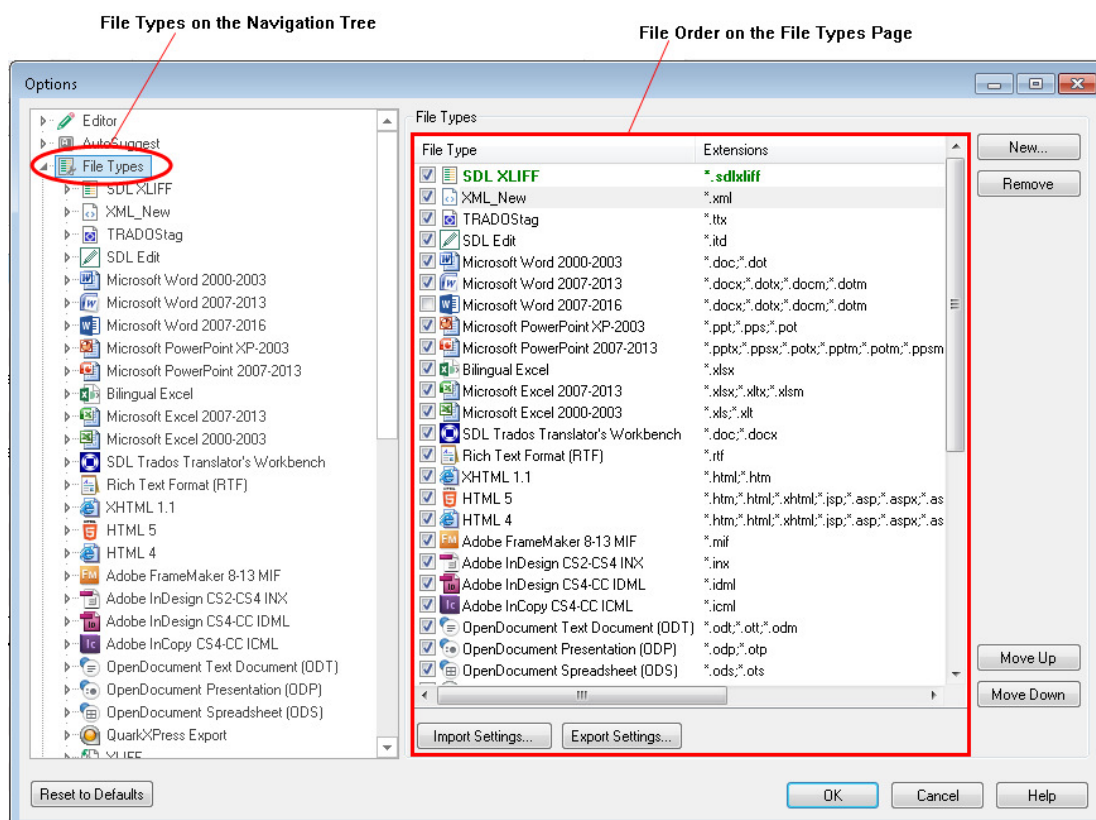 File Types on the Navigation Tree
File Order on the File Types Page
Options
Editor
AutoSuggest
File Types
SDL XLIFF
XML_New
TRADOStag
SDL Edit
Microsoft Word 2000-2003
Microsoft Word 2007-2013
Microsoft Word 2007-2016
Microsoft PowerPoint XP-2003
Microsoft PowerPoint 2007-2013
Bilingual Excel
Microsoft Excel 2007-2013
Microsoft Excel 2000-2003
SDL Trados Translator's Workbench
Rich Text Format (RTF)
XHTML 1.1
HTML 5
HTML 4
Adobe FrameMaker 8-13 MIF
Adobe InDesign CS2-CS4 INX
Adobe InDesign CS4-CC IDML
Adobe InCopy CS4-CC ICML
OpenDocument Text Document (ODT)
OpenDocument Presentation (ODP)
OpenDocument Spreadsheet (ODS)
QuarkXPress Export
XLIFF
File Types
File Type Extensions
SDL XLIFF *.sdlxliff
XML_New *.xml
TRADOStag *.ttx
SDL Edit *.itd
Microsoft Word 2000-2003 *.doc;*.dot
Microsoft Word 2007-2013 *.docx;*.dotx;*.docm;*.dotm
Microsoft Word 2007-2016 *.docx;*.dotx;*.docm;*.dotm
Microsoft PowerPoint XP-2003 *.ppt;*.pps;*.pot
Microsoft PowerPoint 2007-2013 *.pptx;*.ppsx;*.potx;*.pptm;*.potm;*.ppsm
Bilingual Excel *.xlsx
Microsoft Excel 2007-2013 *.xlsx;*.xltx;*.xlsm
Microsoft Excel 2000-2003 *.xls;*.xlt
SDL Trados Translator's Workbench *.doc;*.docx
Rich Text Format (RTF) *.rtf
XHTML 1.1 *.html;*.htm
HTML 5 *.htm;*.html;*.xhtml;*.jsp;*.asp;*.aspx;*.as
HTML 4 *.htm;*.html;*.xhtml;*.jsp;*.asp;*.aspx;*.as
Adobe FrameMaker 8-13 MIF *.mif
Adobe InDesign CS2-CS4 INX *.inx
Adobe InDesign CS4-CC IDML *.idml
Adobe InCopy CS4-CC ICML *.icml
OpenDocument Text Document (ODT) *.odt;*.ott;*.odm
OpenDocument Presentation (ODP) *.odp;*.otp
OpenDocument Spreadsheet (ODS) *.ods;*.ots
Import Settings... Export Settings...
New...
Remove
Move Up
Move Down
Reset to Defaults
OK Cancel Help